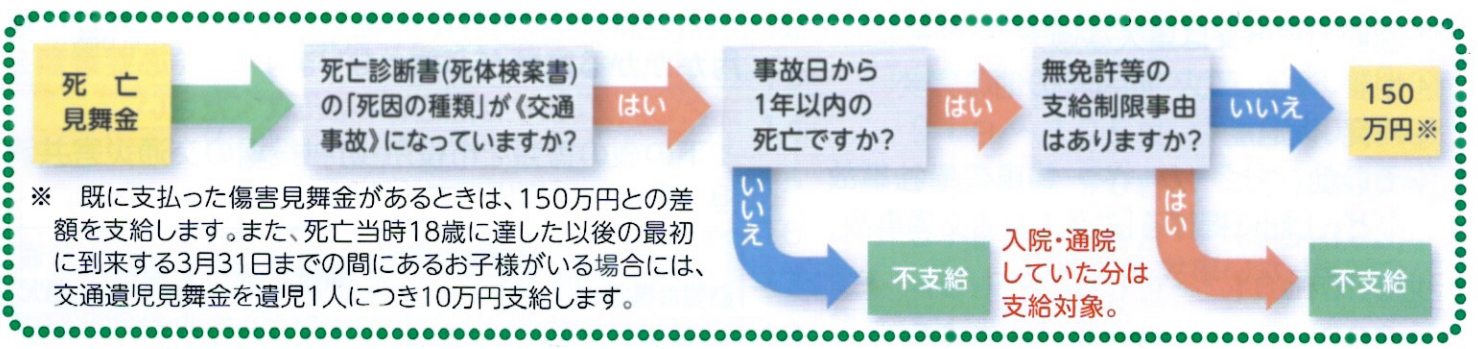 死亡
見舞金
死亡診断書(死体検案書)
の「死因の種類」が《交通
事故》になっていますか?
はい
事故日から
1年以内の
死亡ですか?
はい
無免許等の
支給制限事由
はありますか?
いいえ
150
万円※
いいえ
不支給
入院・通院
していた分は
支給対象。
はい
不支給
※ 既に支払った傷害見舞金があるときは、150万円との差
額を支給します。また、死亡当時18歳に達した以後の最初
に到来する3月31日までの間にあるお子様がいる場合には、
交通遺児見舞金を遺児1人につき10万円支給します。